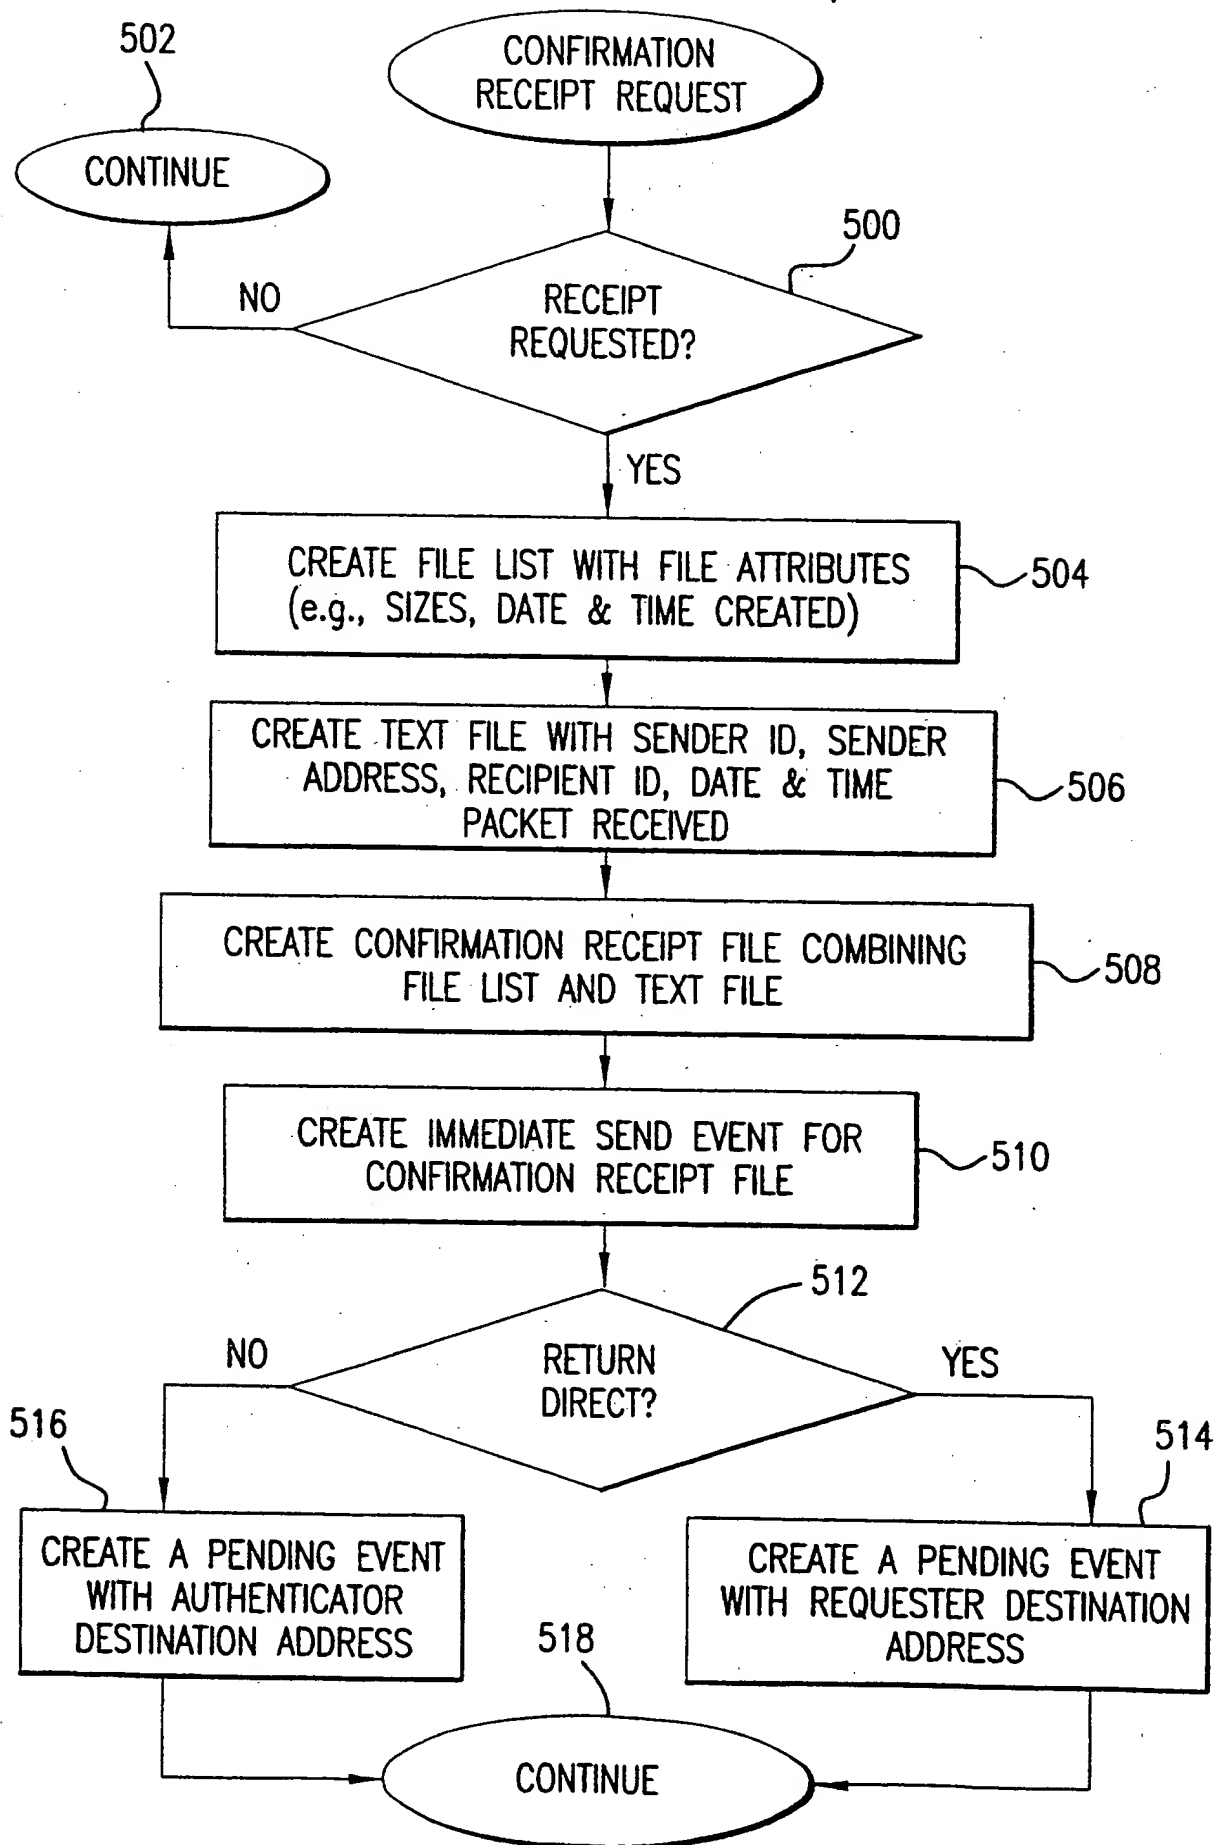 502
CONFIRMATION
RECEIPT REQUEST
CONTINUE
500
NO
RECEIPT
REQUESTED?
YES
CREATE FILE LIST WITH FILE ATTRIBUTES
(e.g., SIZES, DATE & TIME CREATED)
504
CREATE TEXT FILE WITH SENDER ID, SENDER
ADDRESS, RECIPIENT ID, DATE & TIME
PACKET RECEIVED
506
CREATE CONFIRMATION RECEIPT FILE COMBINING
FILE LIST AND TEXT FILE
508
CREATE IMMEDIATE SEND EVENT FOR
CONFIRMATION RECEIPT FILE
510
512
NO
RETURN
DIRECT?
YES
516
514
CREATE A PENDING EVENT
WITH AUTHENTICATOR
DESTINATION ADDRESS
CREATE A PENDING EVENT
WITH REQUESTER DESTINATION
ADDRESS
518
CONTINUE